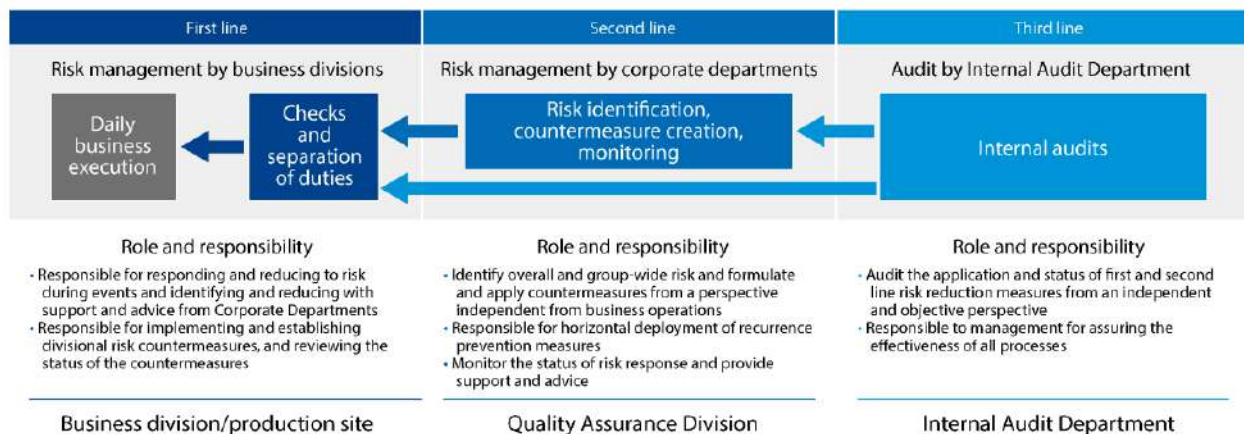 First line
Second line
Third line
Risk management by business divisions
Risk management by corporate departments
Audit by Internal Audit Department
Daily
business
execution
Checks
and
separation
of duties
Risk identification,
countermeasure creation,
monitoring
Internal audits
Role and responsibility
• Responsible for responding and reducing to risk
during events and identifying and reducing with
support and advice from Corporate Departments
• Responsible for implementing and establishing
divisional risk countermeasures, and reviewing the
status of the countermeasures
Business division/production site
Role and responsibility
• Identify overall and group-wide risk and formulate
and apply countermeasures from a perspective
independent from business operations
• Responsible for horizontal deployment of recurrence
prevention measures
• Monitor the status of risk response and provide
support and advice
Quality Assurance Division
Role and responsibility
• Audit the application and status of first and second
line risk reduction measures from an independent
and objective perspective
• Responsible to management for assuring the
effectiveness of all processes
Internal Audit Department